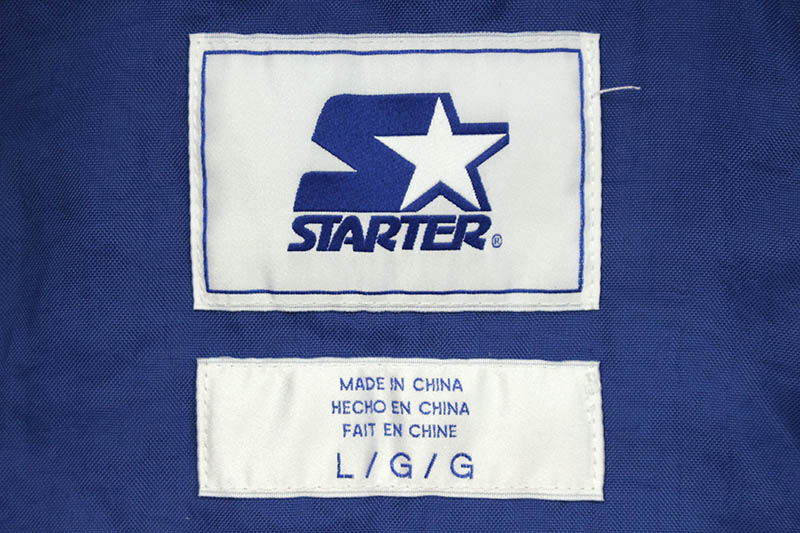 STARTER®
MADE IN CHINA
HECHO EN CHINA
FAIT EN CHINE
L / G / G